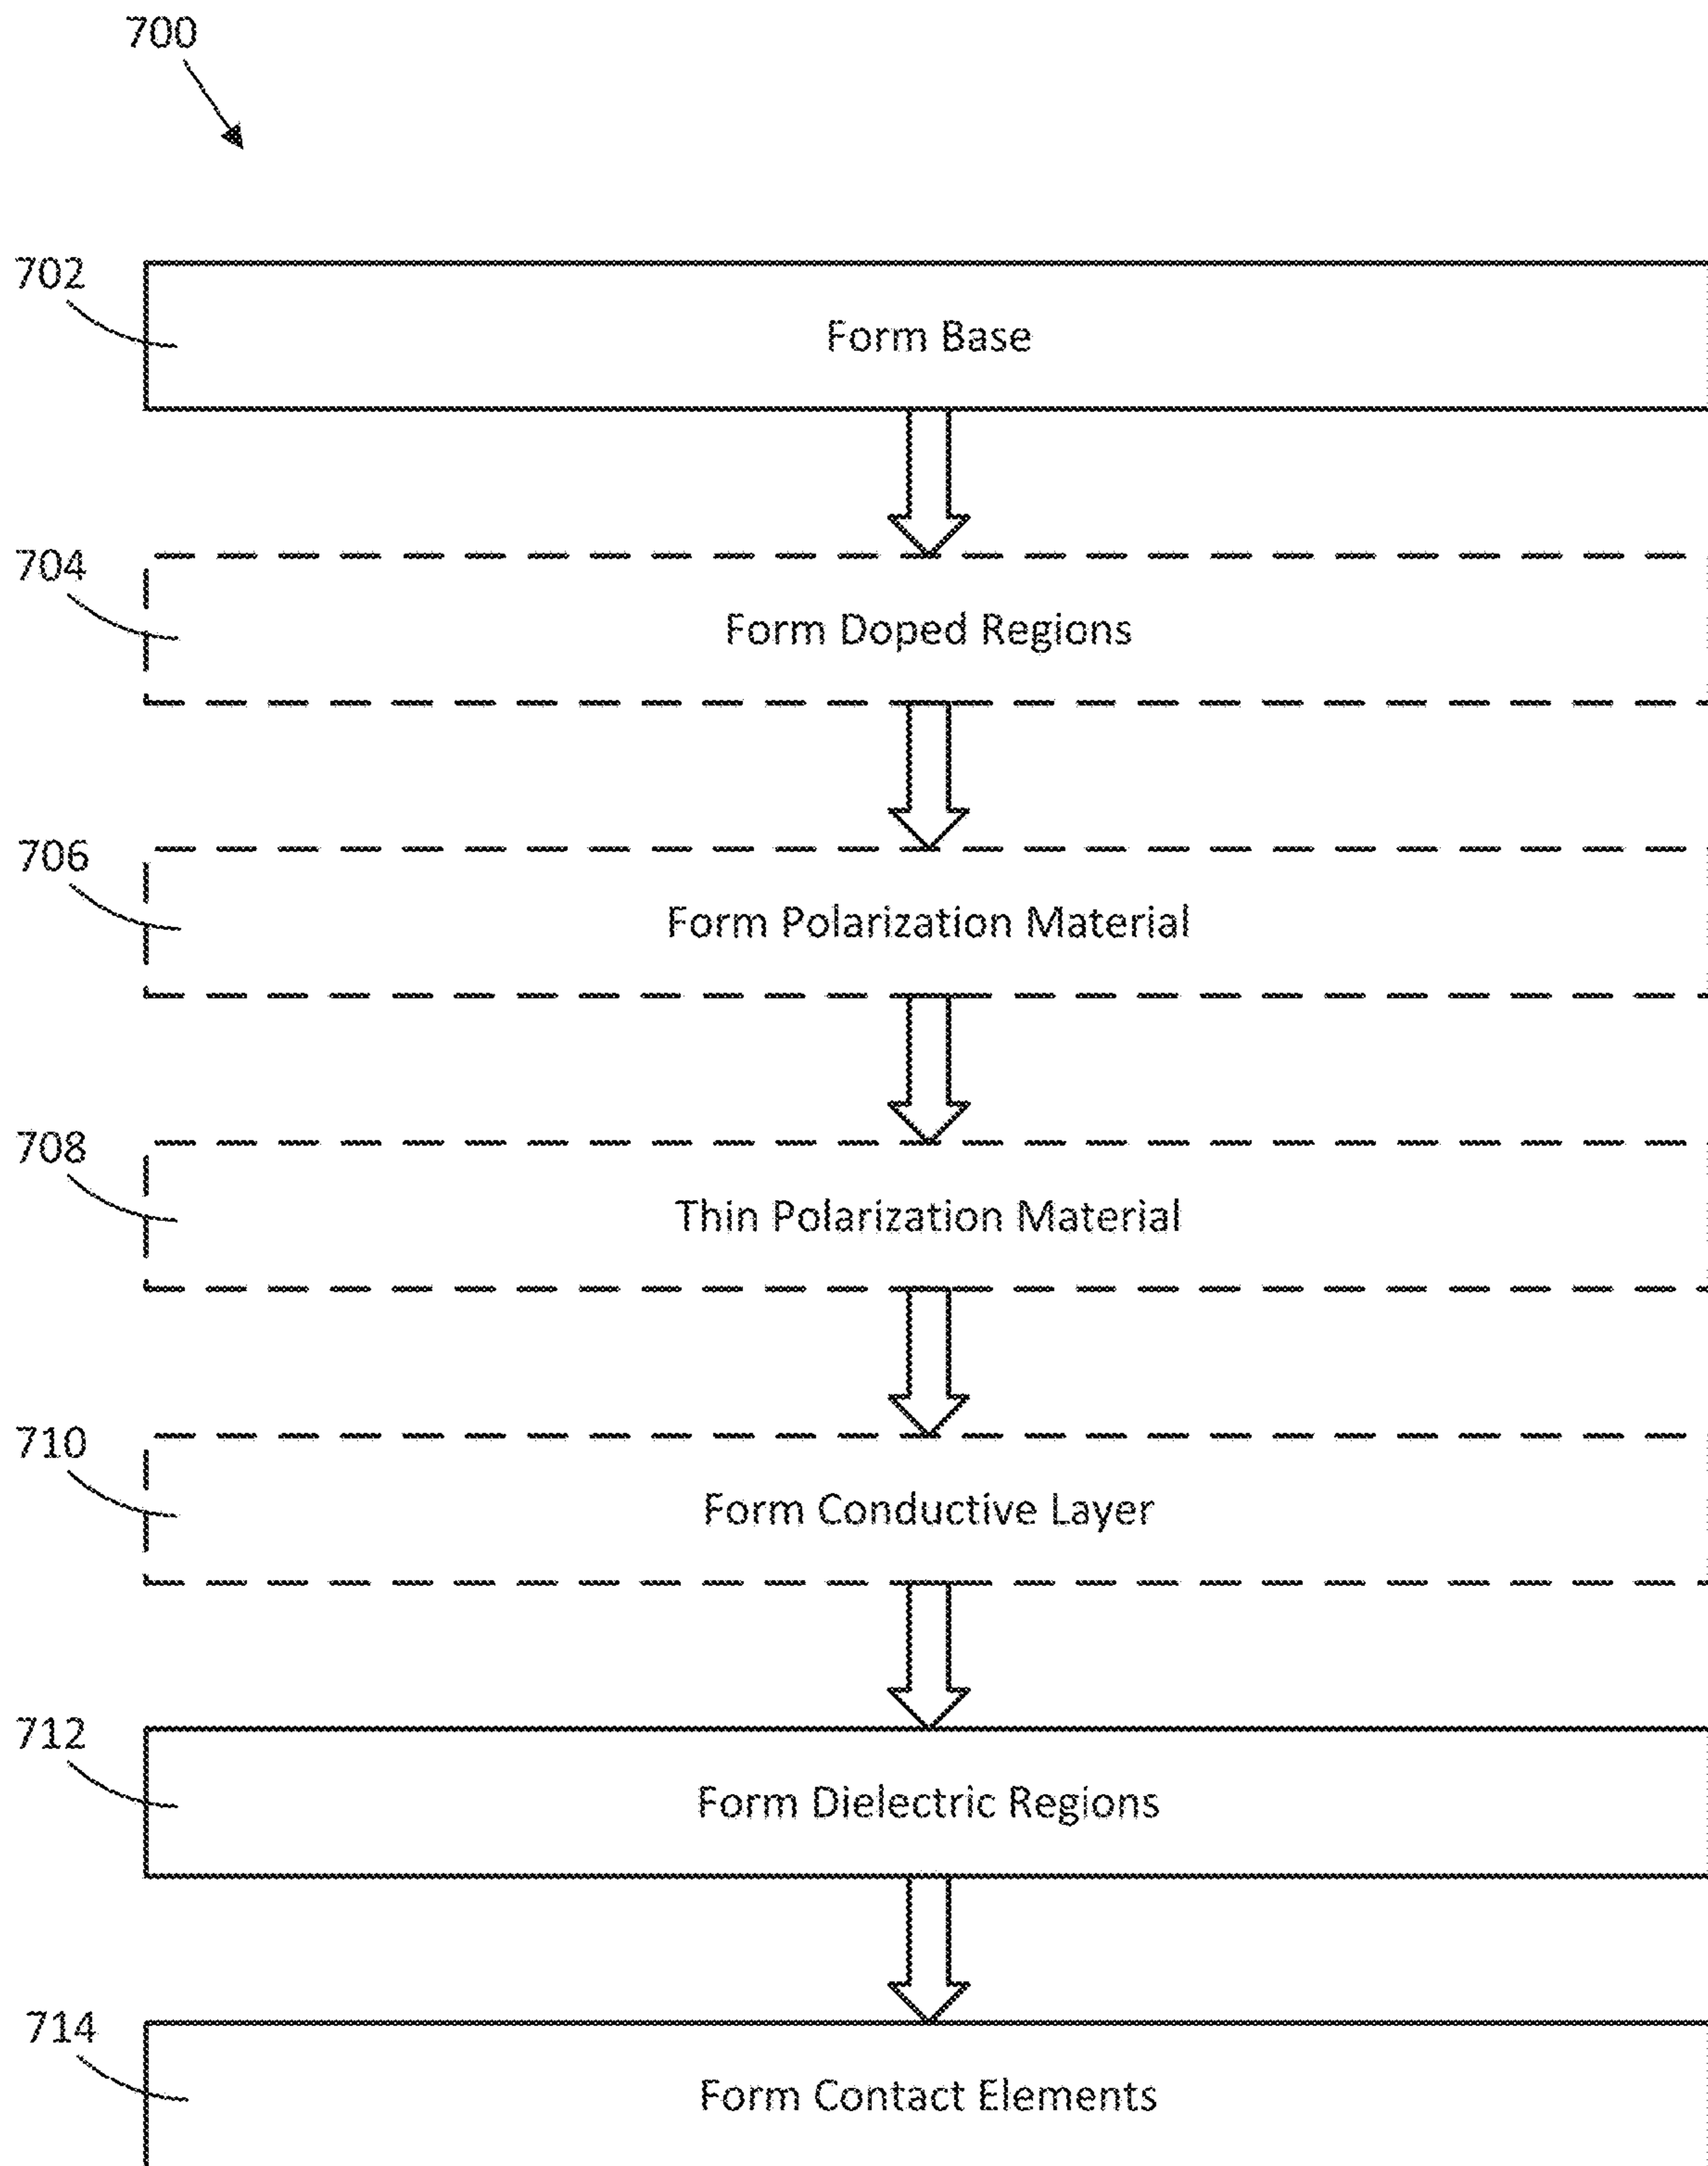 700
702
Form Base
704
Form Doped Regions
706
Form Polarization Material
708
Thin Polarization Material
710
Form Conductive Layer
712
Form Dielectric Regions
714
Form Contact Elements